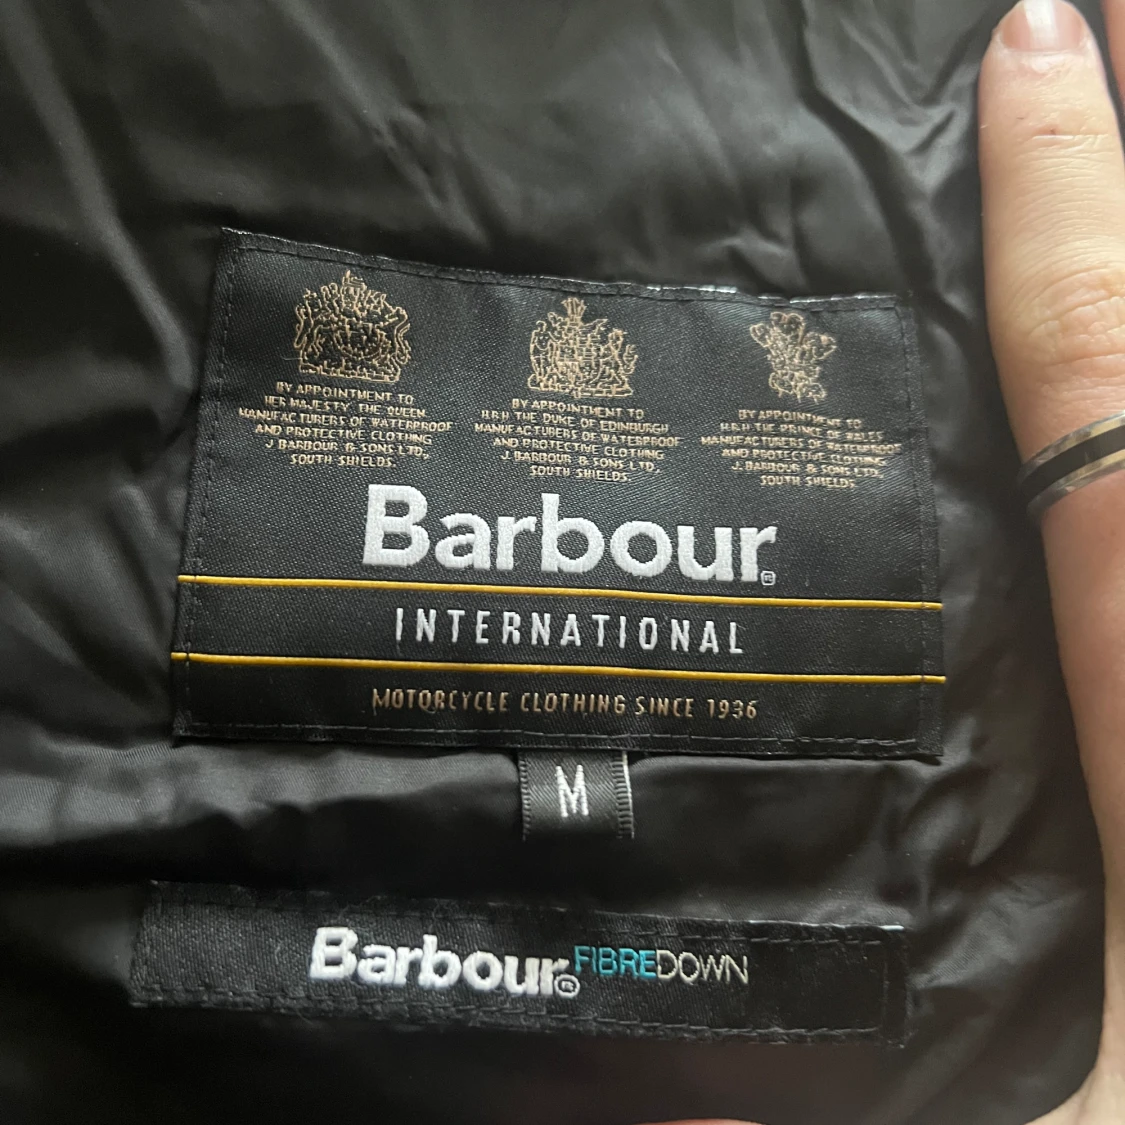 BY APPOINTMENT TO
HER MAJESTY THE QUEEN
MANUFACTURERS OF WATERPROOF
AND PROTECTIVE CLOTHING
J BARBOUR & SONS LTD,
SOUTH SHIELDS.
BY APPOINTMENT TO
H.R.H THE DUKE OF EDINBURGH
MANUFACTURERS OF WATERPROOF
AND PROTECTIVE CLOTHING
J. BARBOUR & SONS LTD,
SOUTH SHIELDS.
BY APPOINTMENT TO
H.R.H THE PRINCE OF WALES
MANUFACTURERS OF WATERPROOF
AND PROTECTIVE CLOTHING
J. BARBOUR & SONS LTD,
SOUTH SHIELDS.
Barbour®
INTERNATIONAL
MOTORCYCLE CLOTHING SINCE 1936
M
Barbour® FIBREDOWN